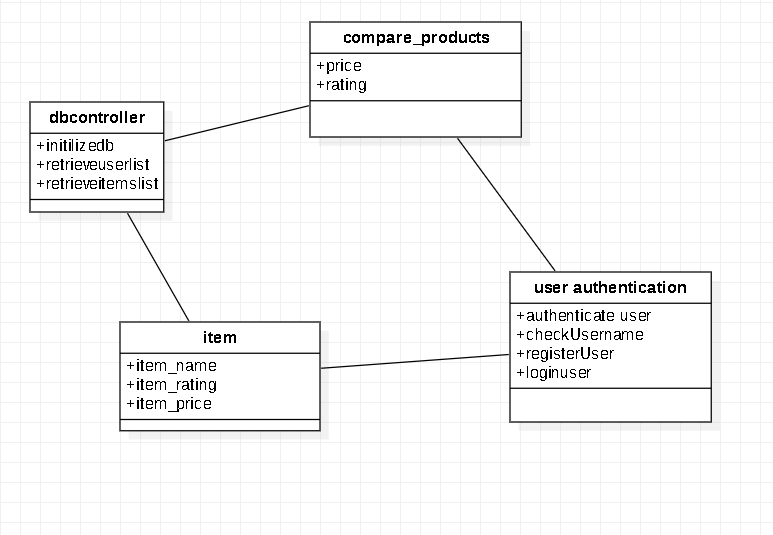 compare_products
+price
+rating
dbcontroller
+initilizedb
+retrieveuserlist
+retrieveitemslist
user authentication
+authenticate user
+checkUsername
+registerUser
+loginuser
item
+item_name
+item_rating
+item_price